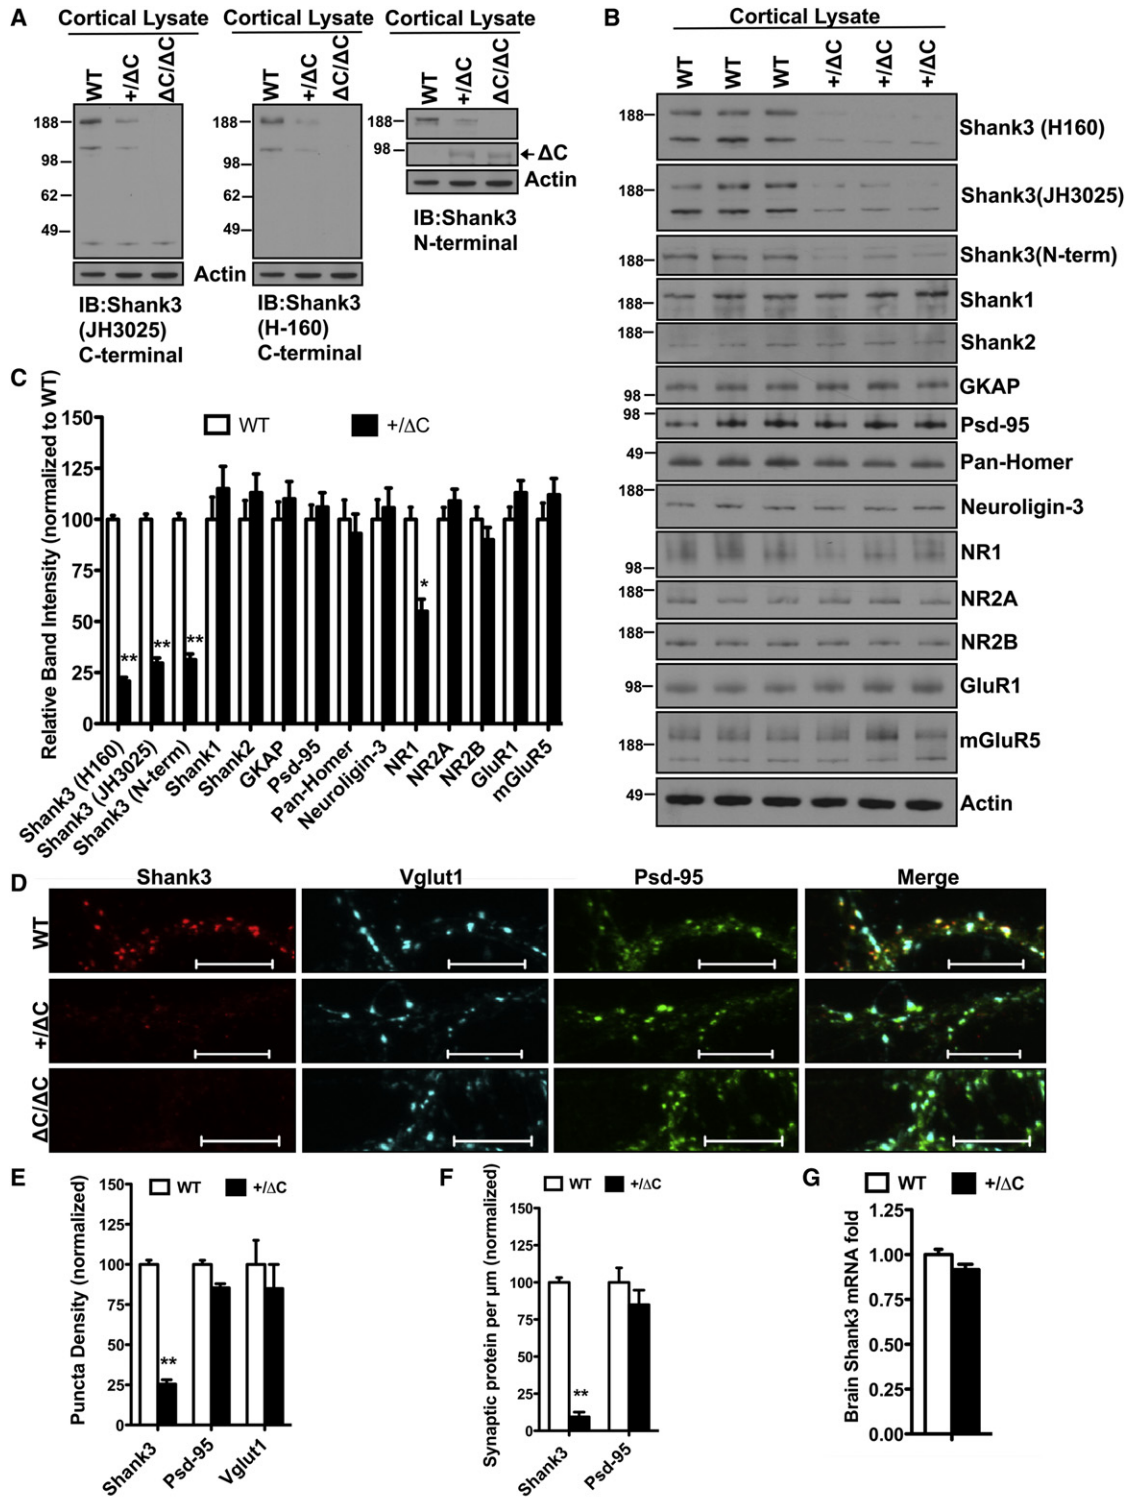 A
Cortical Lysate
Cortical Lysate
Cortical Lysate
WT
+/ΔC
ΔC/ΔC
WT
+/ΔC
ΔC/ΔC
WT
+/ΔC
ΔC/ΔC
188
98
62
49
188
98
62
49
188
98
ΔC
Actin
Actin
IB:Shank3
(JH3025)
C-terminal
IB:Shank3
(H-160)
C-terminal
IB:Shank3
N-terminal
B
Cortical Lysate
WT
WT
WT
+/ΔC
+/ΔC
+/ΔC
188
Shank3 (H160)
188
Shank3(JH3025)
188
Shank3(N-term)
188
Shank1
188
Shank2
98
GKAP
98
Psd-95
49
Pan-Homer
188
Neuroligin-3
98
NR1
188
NR2A
188
NR2B
98
GluR1
188
mGluR5
49
Actin
C
Relative Band Intensity (normalized to WT)
150
125
100
75
50
25
0
WT
+/ΔC
**
**
**
*
Shank3 (H160)
Shank3 (JH3025)
Shank3 (N-term)
Shank1
Shank2
GKAP
Psd-95
Pan-Homer
Neuroligin-3
NR1
NR2A
NR2B
GluR1
mGluR5
D
Shank3
Vglut1
Psd-95
Merge
WT
+/ΔC
ΔC/ΔC
E
Puncta Density (normalized)
150
125
100
75
50
25
0
WT
+/ΔC
**
Shank3
Psd-95
Vglut1
F
Synaptic protein per µm (normalized)
150
125
100
75
50
25
0
WT
+/ΔC
**
Shank3
Psd-95
G
Brain Shank3 mRNA fold
1.25
1.00
0.75
0.50
0.25
0.00
WT
+/ΔC